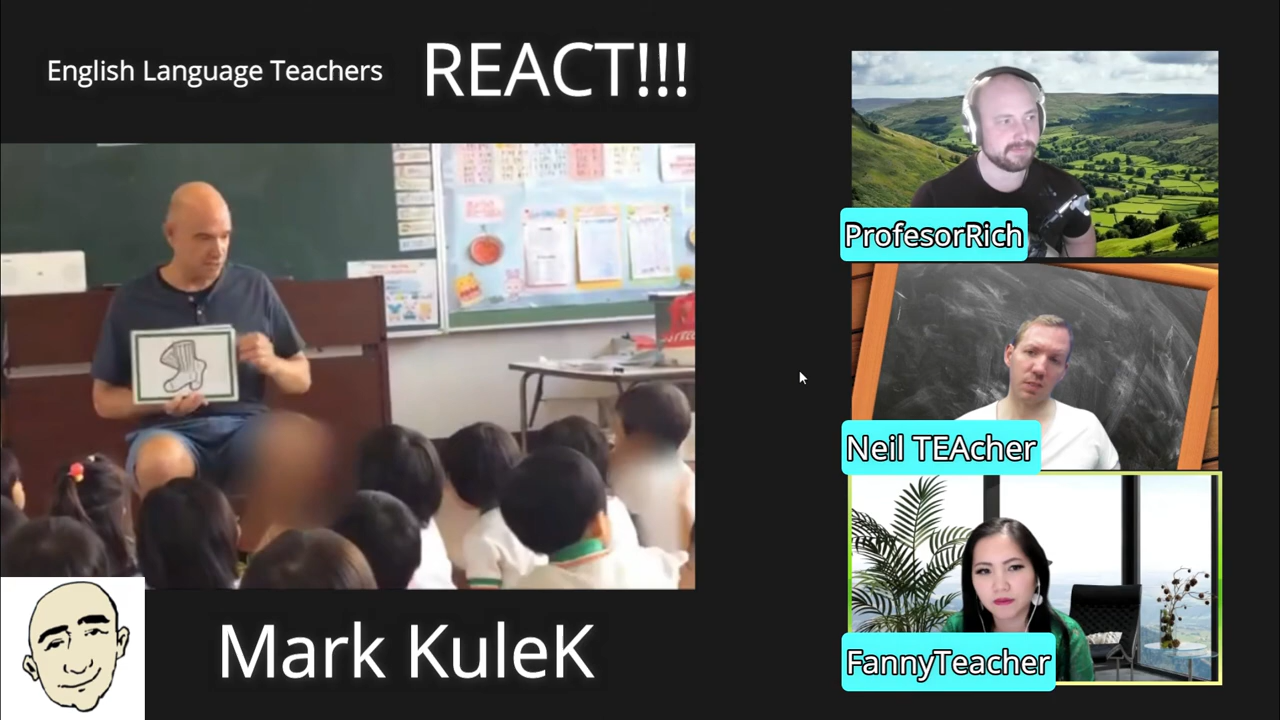 English Language Teachers
REACT!!!
ProfesorRich
Neil TEAcher
FannyTeacher
Mark KuleK